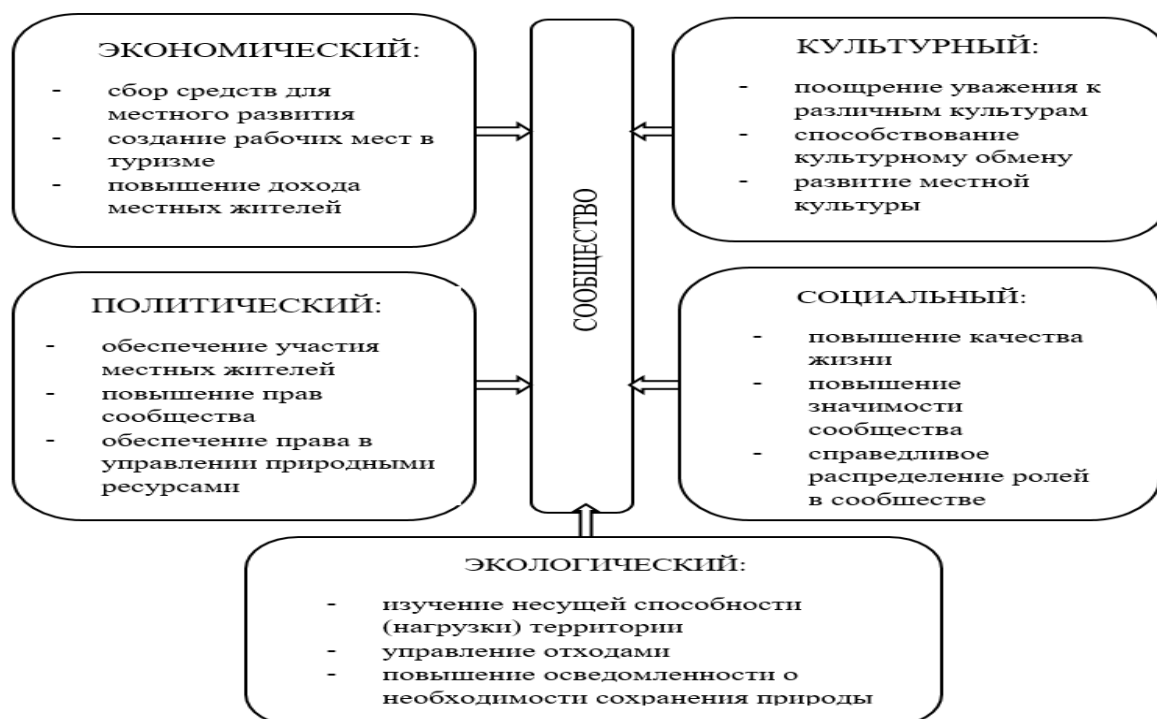 ЭКОНОМИЧЕСКИЙ:
- сбор средств для
местного развития
- создание рабочих мест в
туризме
- повышение дохода
местных жителей
КУЛЬТУРНЫЙ:
- поощрение уважения к
различным культурам
- способствование
культурному обмену
- развитие местной
культуры
СООБЩЕСТВО
ПОЛИТИЧЕСКИЙ:
- обеспечение участия
местных жителей
- повышение прав
сообщества
- обеспечение права в
управлении природными
ресурсами
СОЦИАЛЬНЫЙ:
- повышение качества
жизни
- повышение
значимости
сообщества
- справедливое
распределение ролей
в сообшестве
ЭКОЛОГИЧЕСКИЙ:
- изучение несущей способности
(нагрузки) территории
- управление отходами
- повышение осведомленности о
необходимости сохранения природы